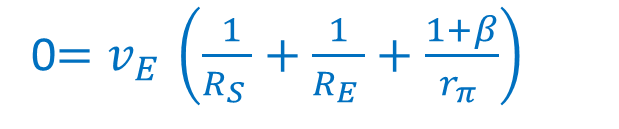 0= v_E (1/R_S + 1/R_E + (1+β)/r_π)